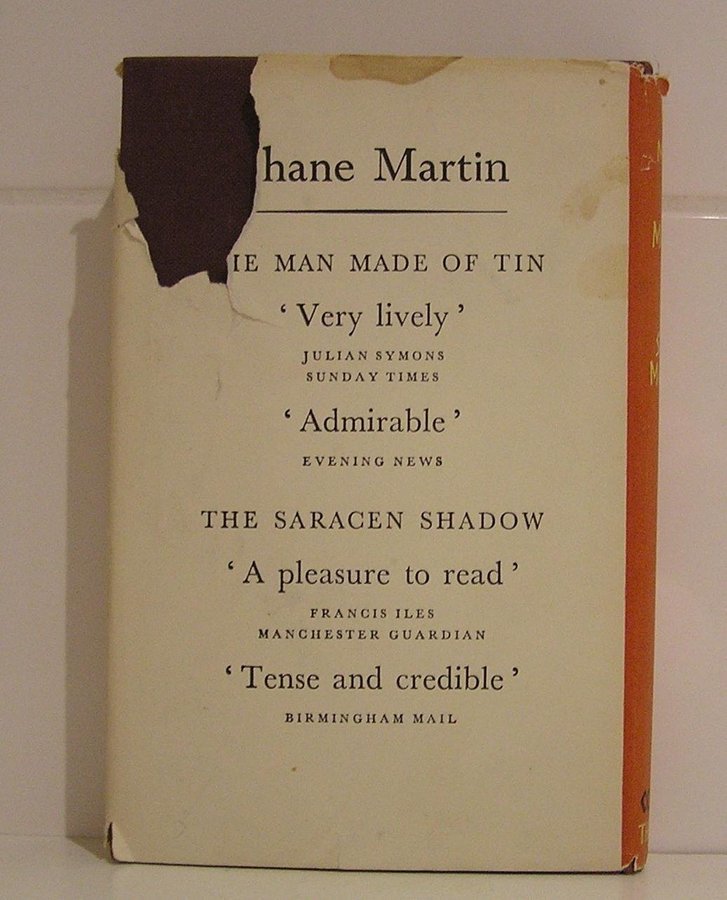 hane Martin
IE MAN MADE OF TIN
‘Very lively’
JULIAN SYMONS
SUNDAY TIMES
‘Admirable’
EVENING NEWS
THE SARACEN SHADOW
‘A pleasure to read’
FRANCIS ILES
MANCHESTER GUARDIAN
‘Tense and credible’
BIRMINGHAM MAIL